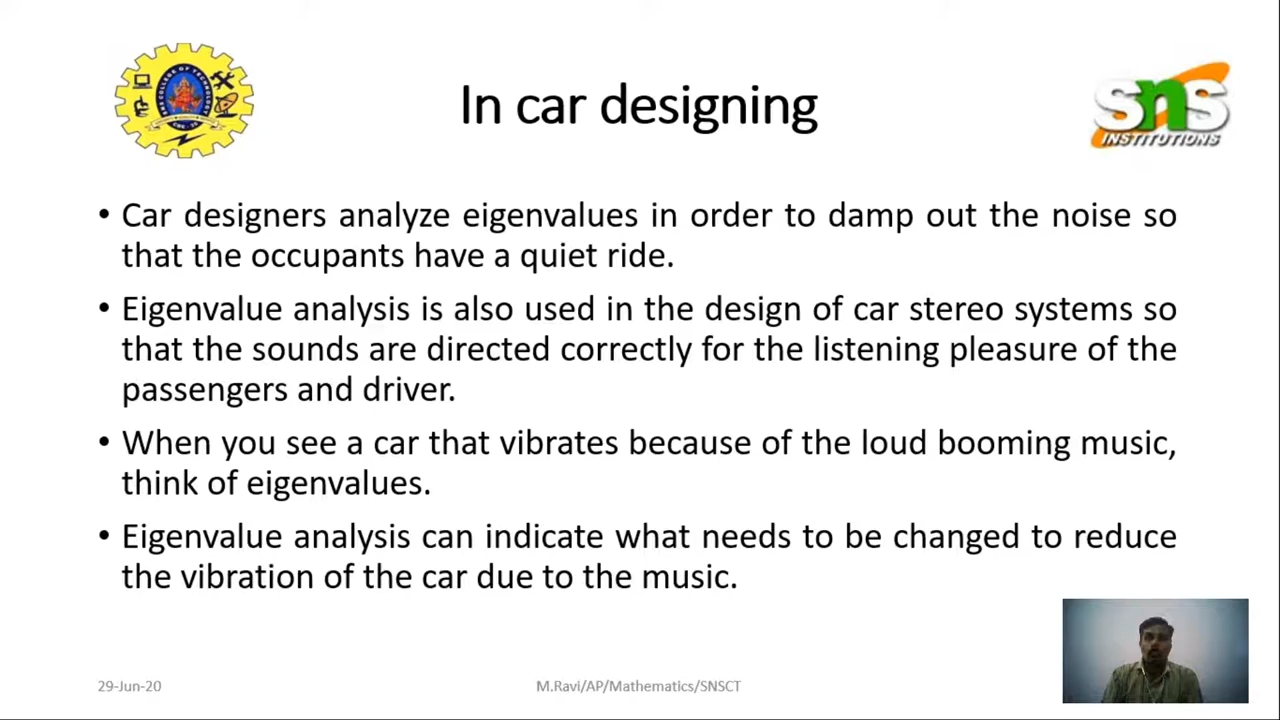 In car designing
SNS
INSTITUTIONS
• Car designers analyze eigenvalues in order to damp out the noise so
that the occupants have a quiet ride.
• Eigenvalue analysis is also used in the design of car stereo systems so
that the sounds are directed correctly for the listening pleasure of the
passengers and driver.
• When you see a car that vibrates because of the loud booming music,
think of eigenvalues.
• Eigenvalue analysis can indicate what needs to be changed to reduce
the vibration of the car due to the music.
29-Jun-20
M.Ravi/AP/Mathematics/SNSCT